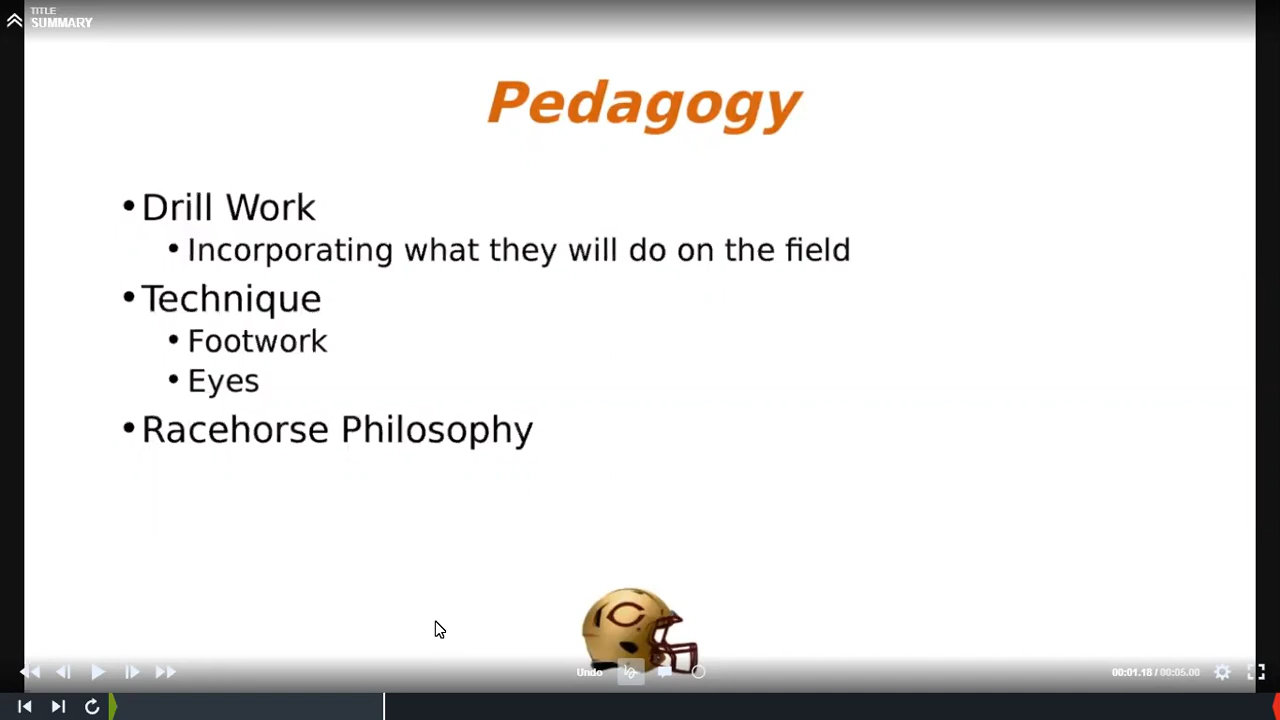 TITLE
SUMMARY
Pedagogy
•Drill Work
•Incorporating what they will do on the field
•Technique
•Footwork
•Eyes
•Racehorse Philosophy
C
Undo
00:01.18 / 00:05.00